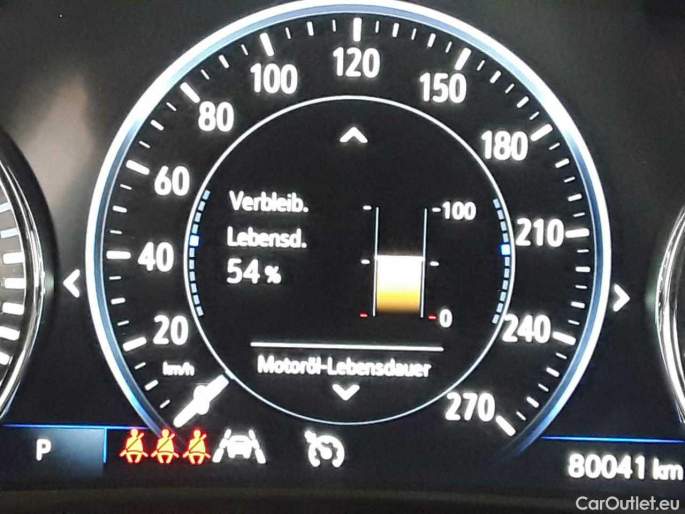 120
100
150
80
180
60
Verbleib.
100
Lebensd.
210
40
54 %
0
20
240
km/h
Motoröl-Lebensdauer
270
P
80041 km
CarOutlet.eu